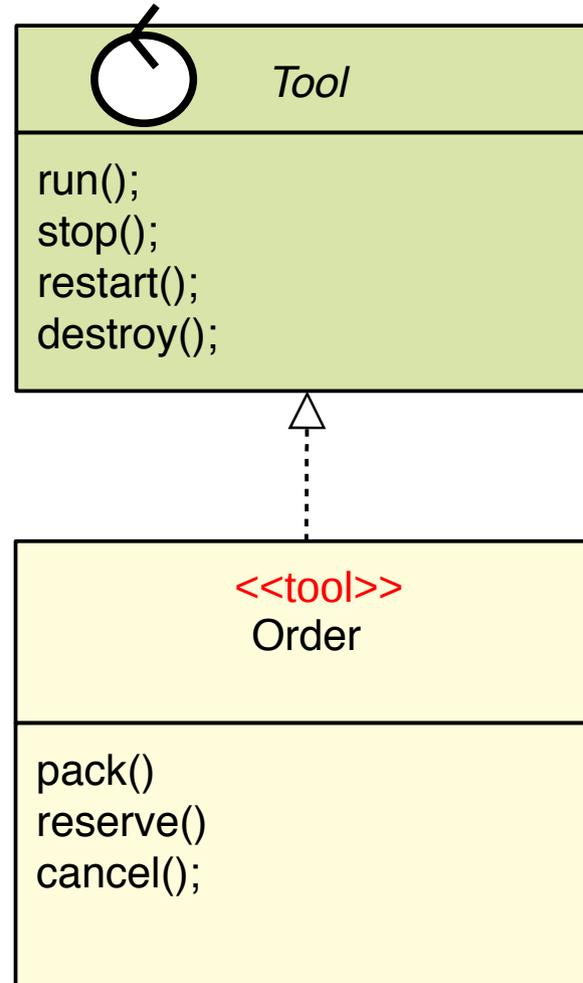 Tool
run();
stop();
restart();
destroy();
<<tool>>
Order
pack()
reserve()
cancel();